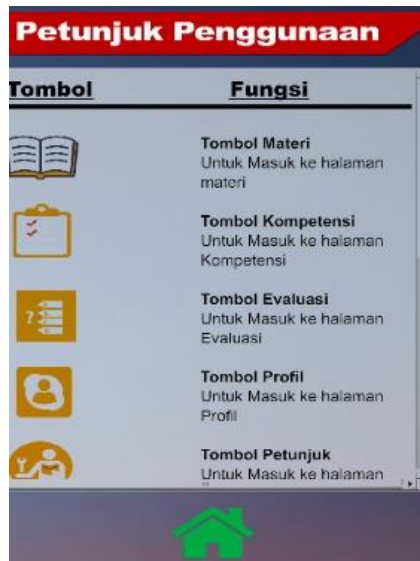 Petunjuk Penggunaan
Tombol Fungsi
Tombol Materi
Untuk Masuk ke halaman
materi
Tombol Kompetensi
Untuk Masuk ke halaman
Kompetensi
?
Tombol Evaluasi
Untuk Masuk ke halaman
Evaluasi
Tombol Profil
Untuk Masuk ke halaman
Profil
Tombol Petunjuk
Untuk Masuk ke halaman